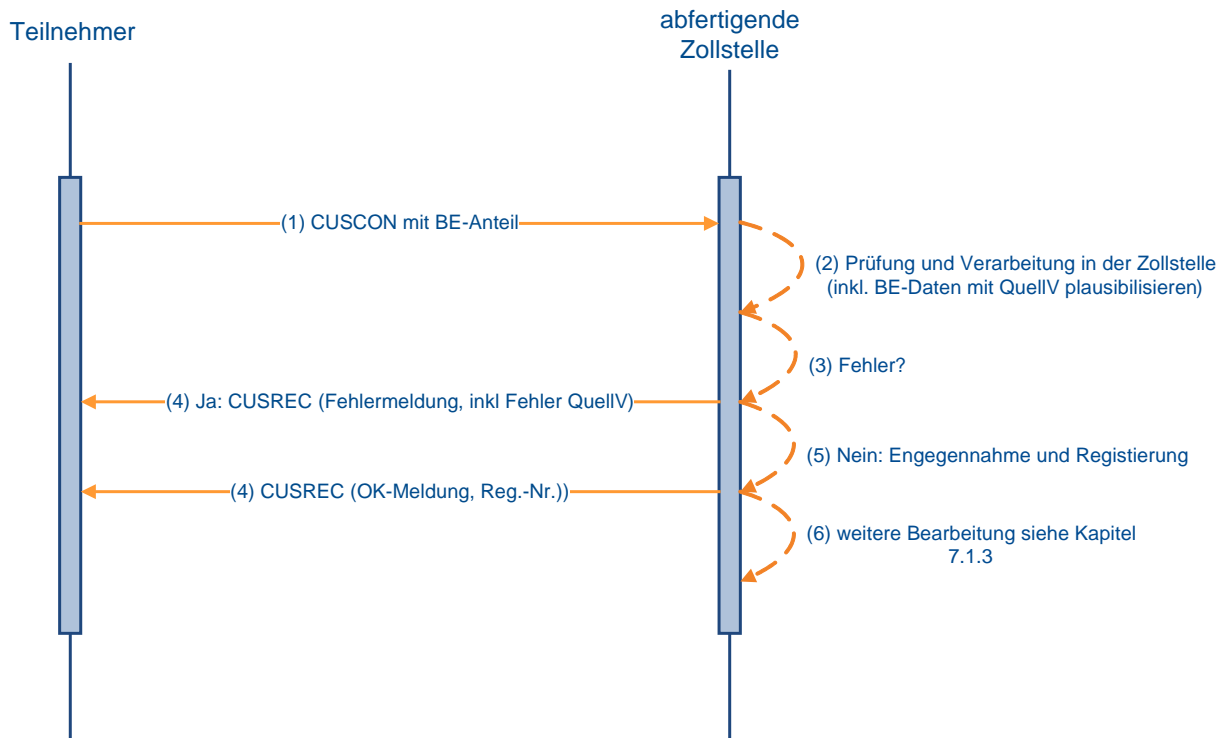 Teilnehmer
abfertigende
Zollstelle
(1) CUSCON mit BE-Anteil
(2) Prüfung und Verarbeitung in der Zollstelle
(inkl. BE-Daten mit QuellV plausibilisieren)
(3) Fehler?
(4) Ja: CUSREC (Fehlermeldung, inkl Fehler QuellV)
(5) Nein: Engegennahme und Registierung
(4) CUSREC (OK-Meldung, Reg.-Nr.))
(6) weitere Bearbeitung siehe Kapitel
7.1.3